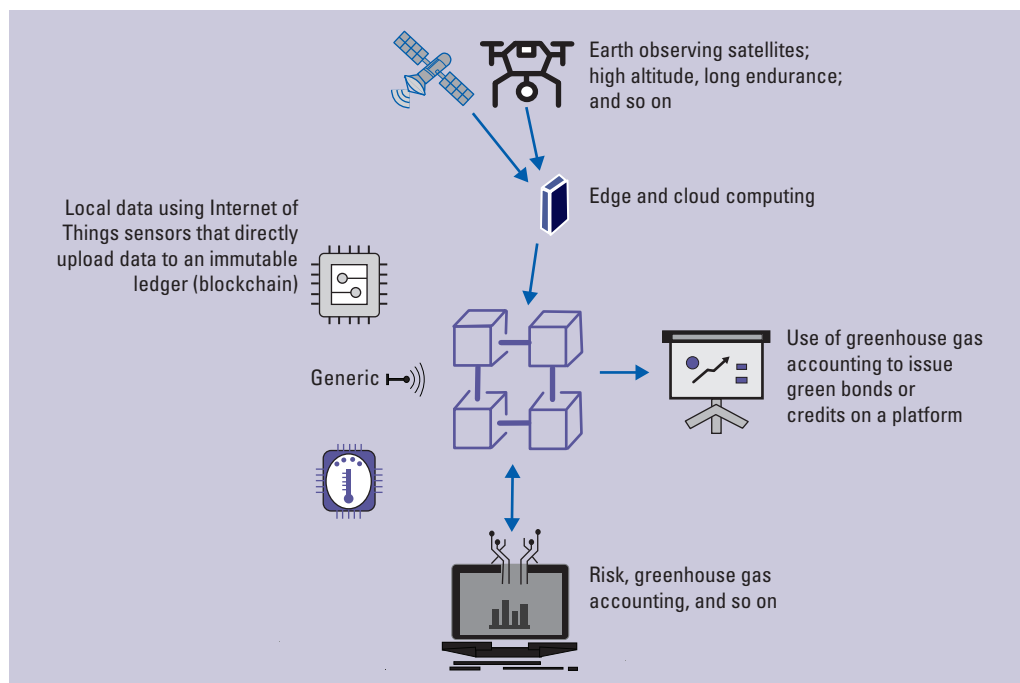 Earth observing satellites;
high altitude, long endurance;
and so on
Edge and cloud computing
Local data using Internet of
Things sensors that directly
upload data to an immutable
ledger (blockchain)
Generic
Use of greenhouse gas
accounting to issue
green bonds or
credits on a platform
Risk, greenhouse gas
accounting, and so on